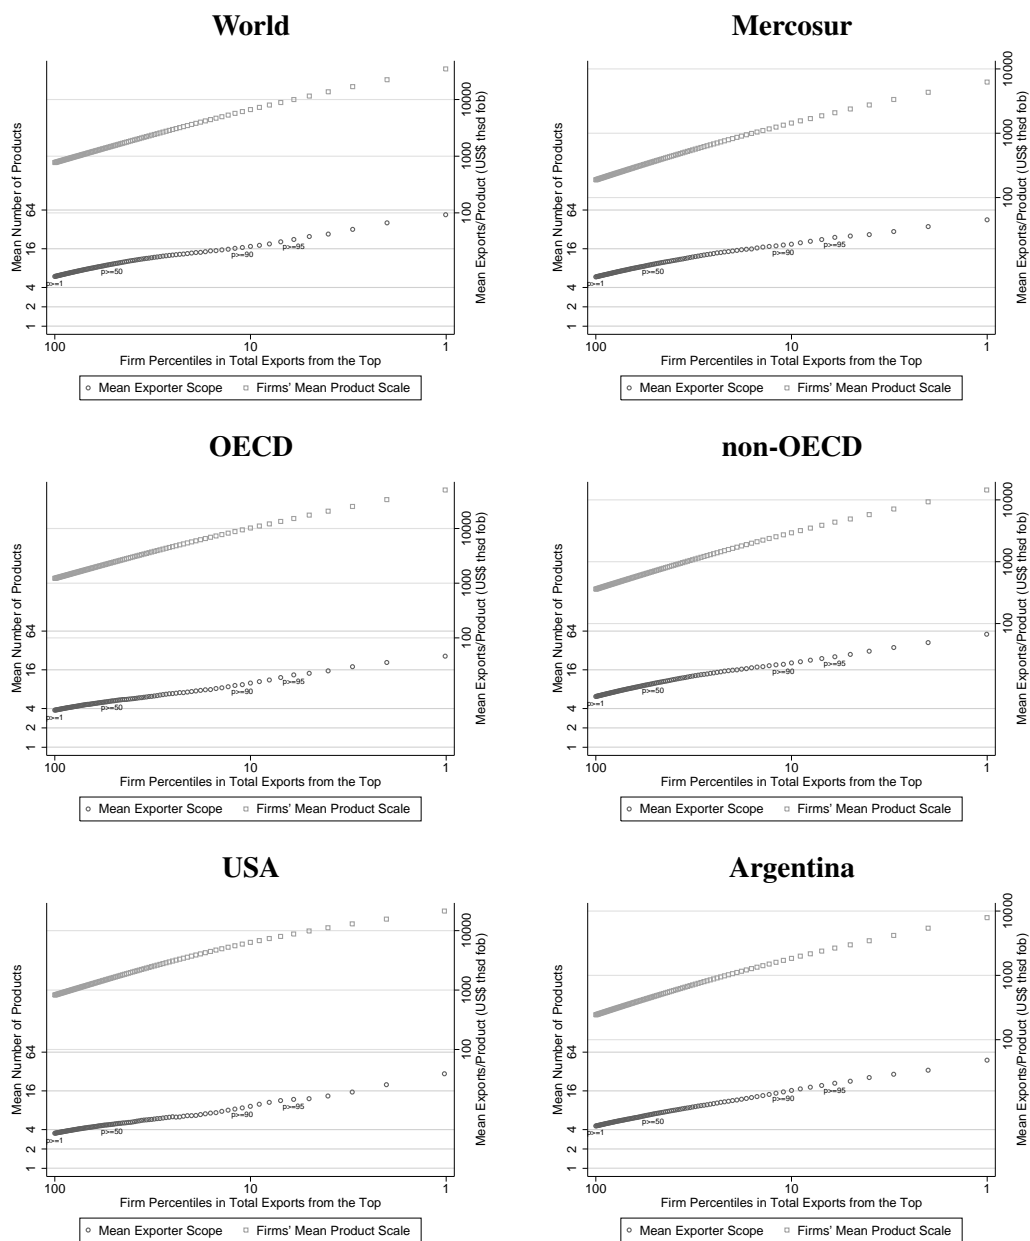 World
Mean Number of Products
64
16
4
2
1
10000
1000
100
Mean Exports/Product (US$ thsd fob)
p>=1
p>=50
p>=90
p>=95
100
10
1
Firm Percentiles in Total Exports from the Top
Mean Exporter Scope
Firms' Mean Product Scale
Mercosur
Mean Number of Products
64
16
4
2
1
10000
1000
100
Mean Exports/Product (US$ thsd fob)
p>=1
p>=50
p>=90
p>=95
100
10
1
Firm Percentiles in Total Exports from the Top
Mean Exporter Scope
Firms' Mean Product Scale
OECD
Mean Number of Products
64
16
4
2
1
10000
1000
100
Mean Exports/Product (US$ thsd fob)
p>=1
p>=50
p>=90
p>=95
100
10
1
Firm Percentiles in Total Exports from the Top
Mean Exporter Scope
Firms' Mean Product Scale
non-OECD
Mean Number of Products
64
16
4
2
1
10000
1000
100
Mean Exports/Product (US$ thsd fob)
p>=1
p>=50
p>=90
p>=95
100
10
1
Firm Percentiles in Total Exports from the Top
Mean Exporter Scope
Firms' Mean Product Scale
USA
Mean Number of Products
64
16
4
2
1
10000
1000
100
Mean Exports/Product (US$ thsd fob)
p>=1
p>=50
p>=90
p>=95
100
10
1
Firm Percentiles in Total Exports from the Top
Mean Exporter Scope
Firms' Mean Product Scale
Argentina
Mean Number of Products
64
16
4
2
1
10000
1000
100
Mean Exports/Product (US$ thsd fob)
p>=1
p>=50
p>=90
p>=95
100
10
1
Firm Percentiles in Total Exports from the Top
Mean Exporter Scope
Firms' Mean Product Scale